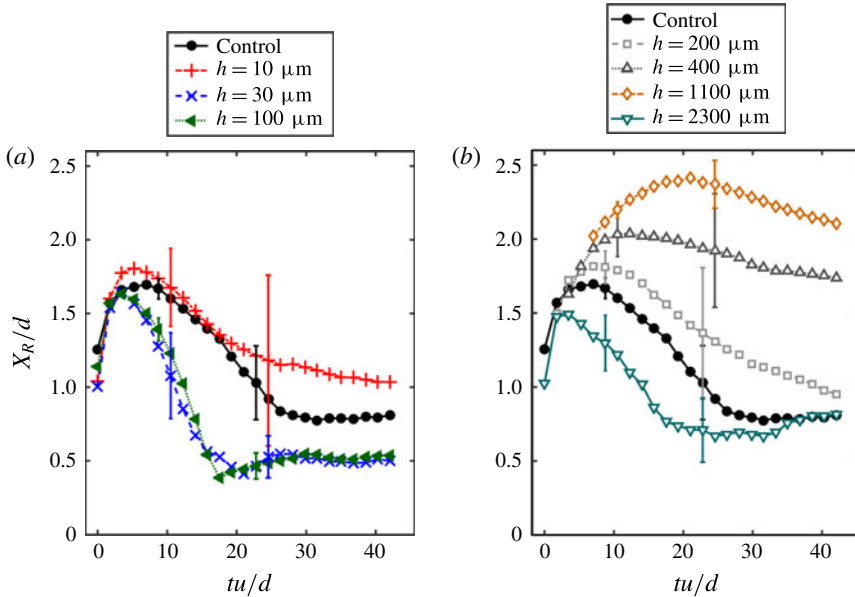 Control
h = 10 μm
h = 30 μm
h = 100 μm
Control
h = 200 μm
h = 400 μm
h = 1100 μm
h = 2300 μm
(a)
2.5
2.0
1.5
1.0
0.5
0
X_R/d
0 10 20 30 40
tu/d
(b)
2.5
2.0
1.5
1.0
0.5
0
0 10 20 30 40
tu/d